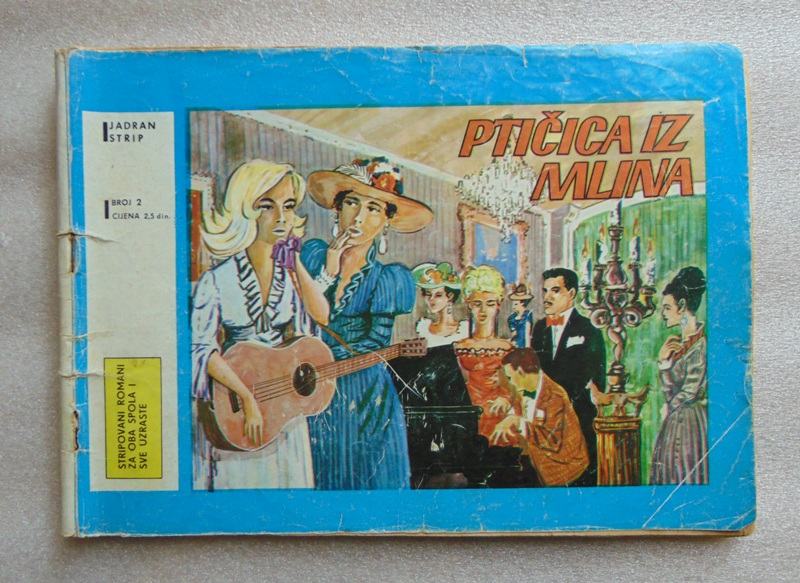 JADRAN
STRIP
BROJ 2
CIJENA 2,5 din.
PTIČICA IZ
MLINA
STRIPOVANI ROMANI
ZA OBA SPOLA I
SVE UZRASTE